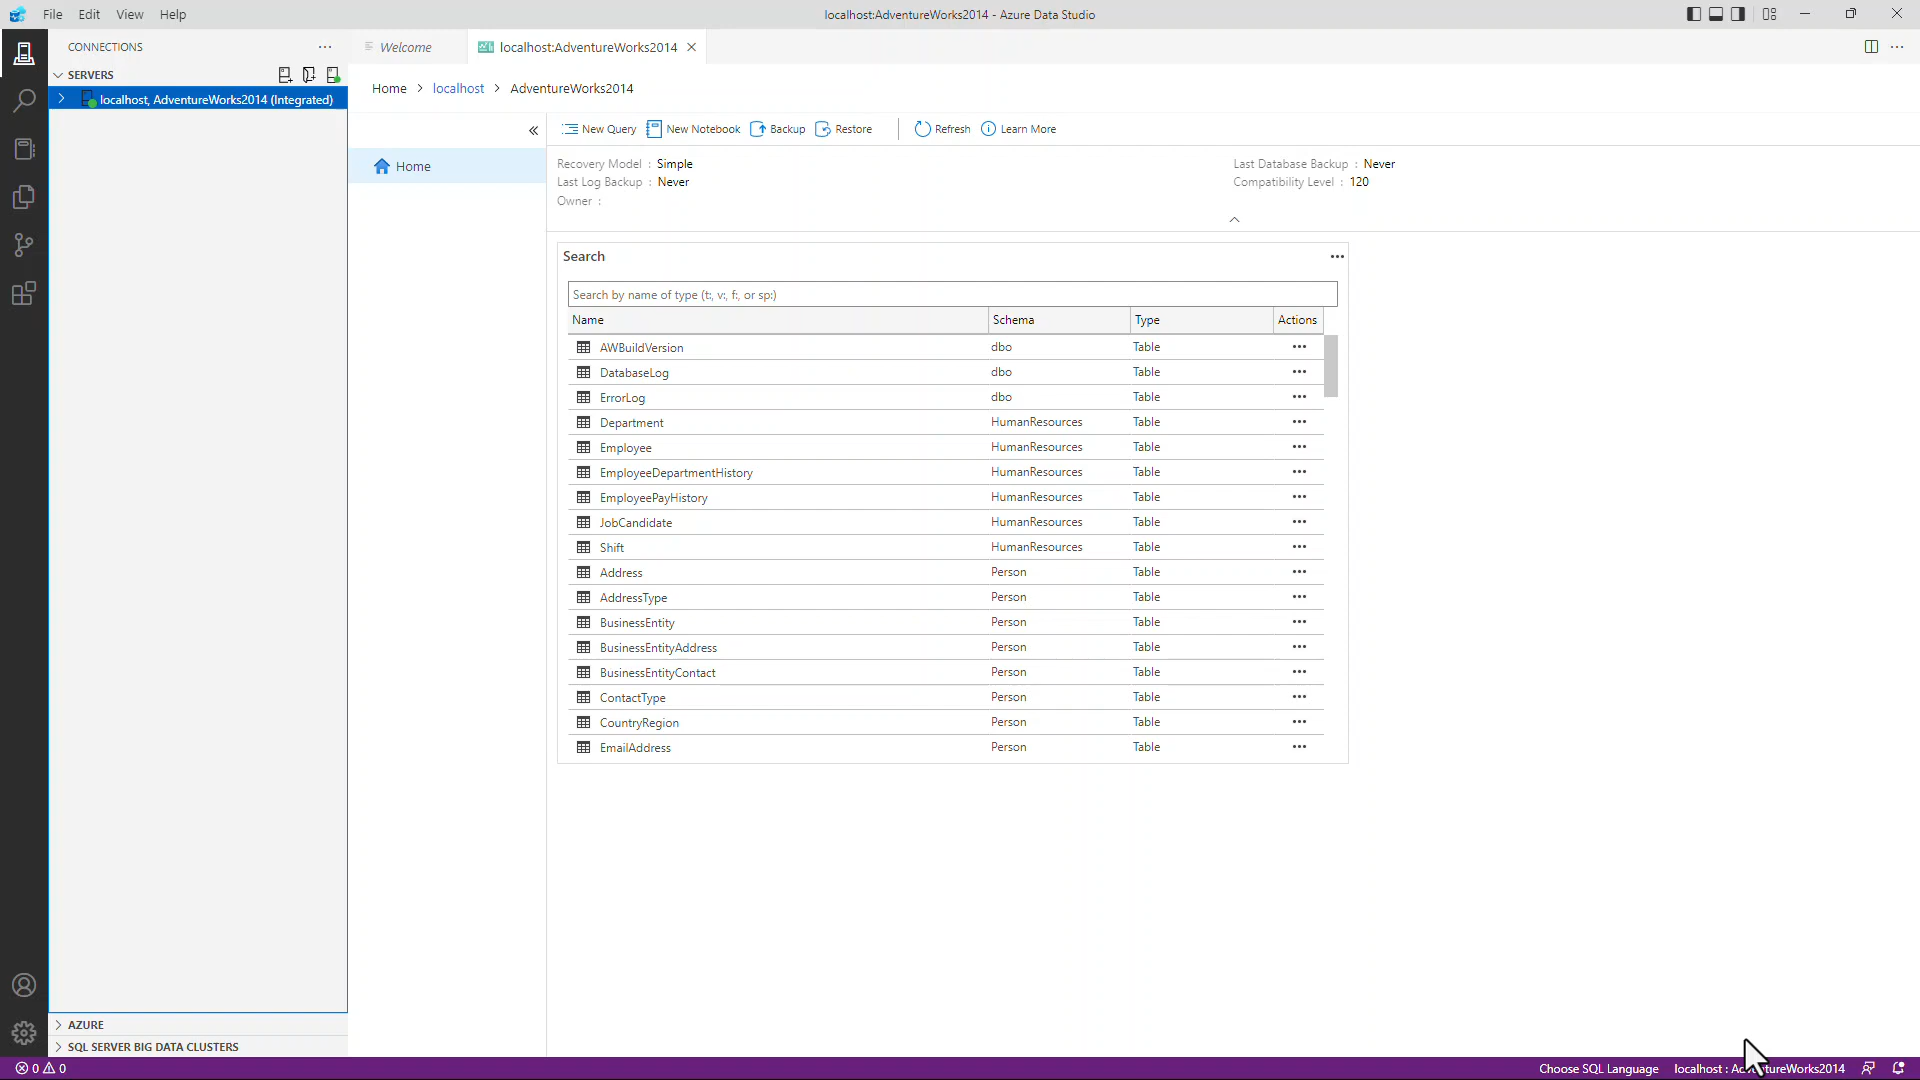 File Edit View Help
localhost:AdventureWorks2014 - Azure Data Studio
CONNECTIONS
SERVERS
localhost, AdventureWorks2014 (Integrated)
AZURE
SQL SERVER BIG DATA CLUSTERS
Welcome
localhost:AdventureWorks2014
Home > localhost > AdventureWorks2014
Home
New Query New Notebook Backup Restore Refresh Learn More
Recovery Model : Simple
Last Log Backup : Never
Owner :
Last Database Backup : Never
Compatibility Level : 120
Search
Search by name of type (t:, v:, f:, or sp:)
Name Schema Type Actions
AWBuildVersion dbo Table
DatabaseLog dbo Table
ErrorLog dbo Table
Department HumanResources Table
Employee HumanResources Table
EmployeeDepartmentHistory HumanResources Table
EmployeePayHistory HumanResources Table
JobCandidate HumanResources Table
Shift HumanResources Table
Address Person Table
AddressType Person Table
BusinessEntity Person Table
BusinessEntityAddress Person Table
BusinessEntityContact Person Table
ContactType Person Table
CountryRegion Person Table
EmailAddress Person Table
0 0
Choose SQL Language
localhost :